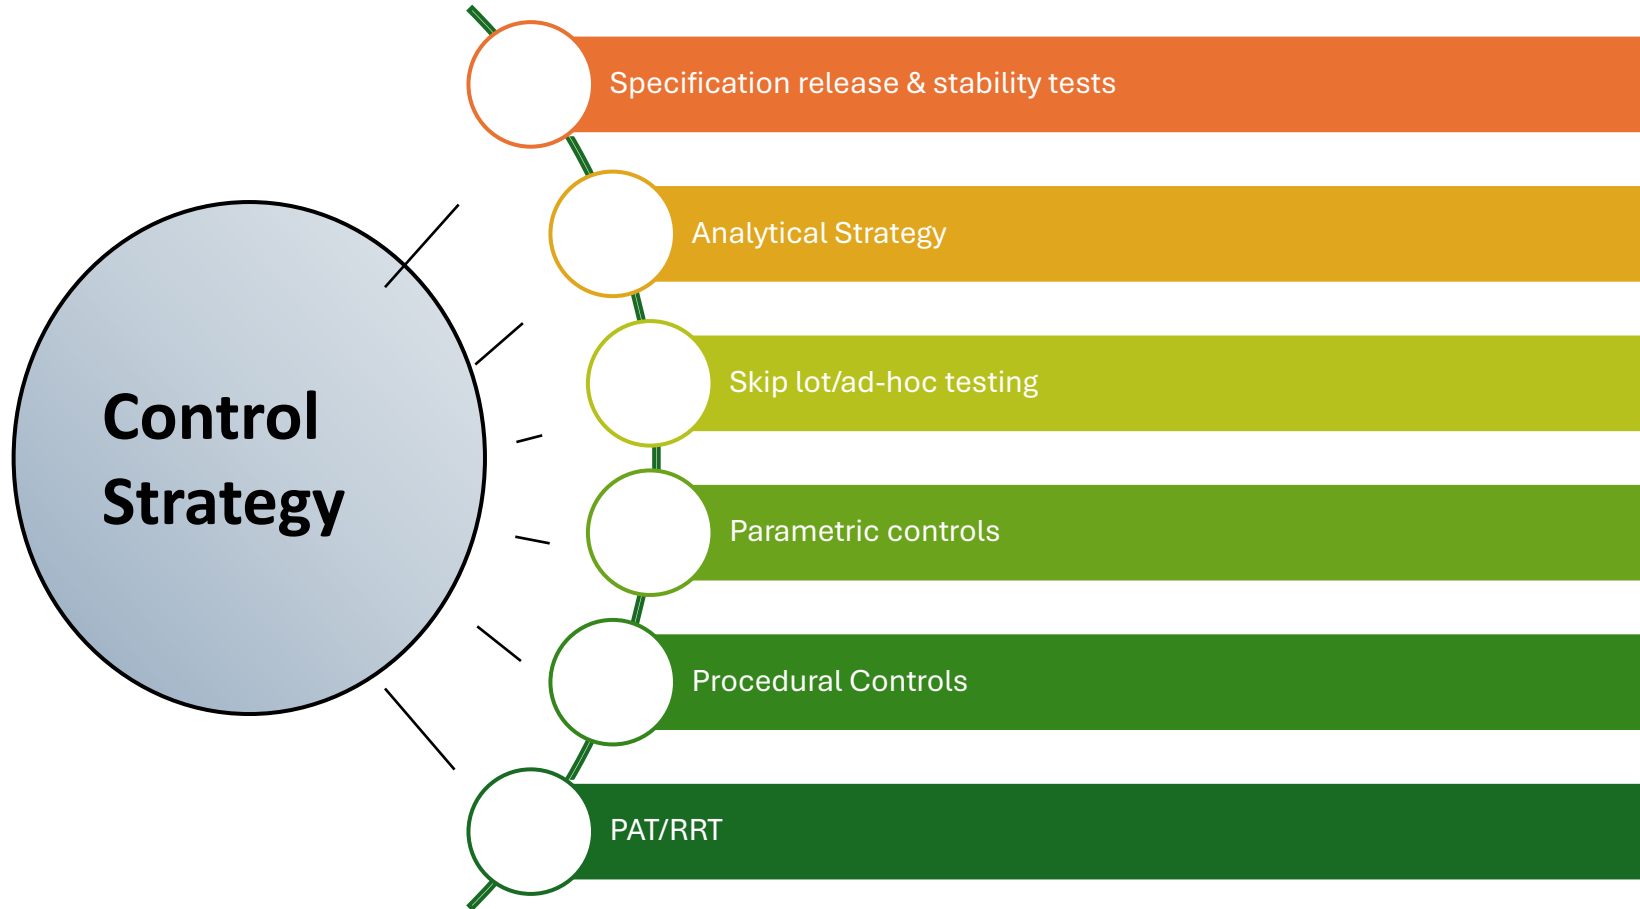 Specification release & stability tests
Analytical Strategy
Skip lot/ad-hoc testing
Control
Strategy
Parametric controls
Procedural Controls
PAT/RRT